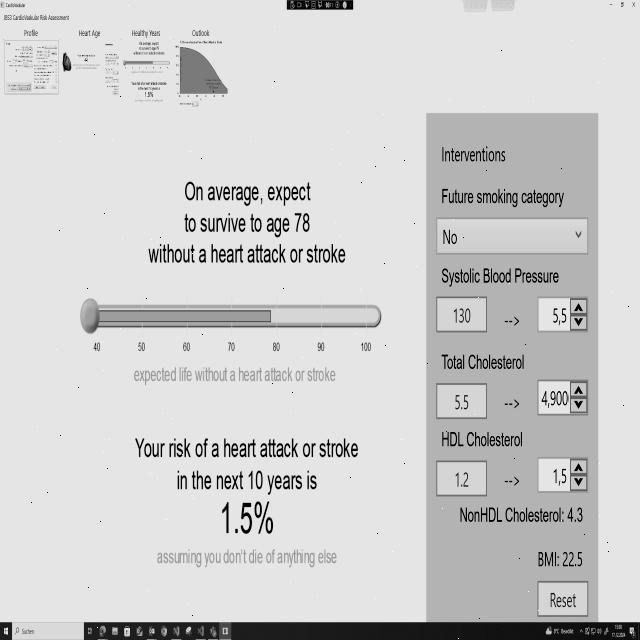 CardioVaskular
JBS3 CardioVaskular Risk Assessment
Profile
Heart Age
Healthy Years
Outlook
On average, expect
to survive to age 78
without a heart attack or stroke
40 50 60 70 80 90 100
expected life without a heart attack or stroke
Your risk of a heart attack or stroke
in the next 10 years is
1.5%
assuming you don't die of anything else
Interventions
Future smoking category
No
Systolic Blood Pressure
130 --> 5,5
Total Cholesterol
5.5 --> 4,900
HDL Cholesterol
1.2 --> 1,5
NonHDL Cholesterol: 4.3
BMI: 22.5
Reset
Suchen